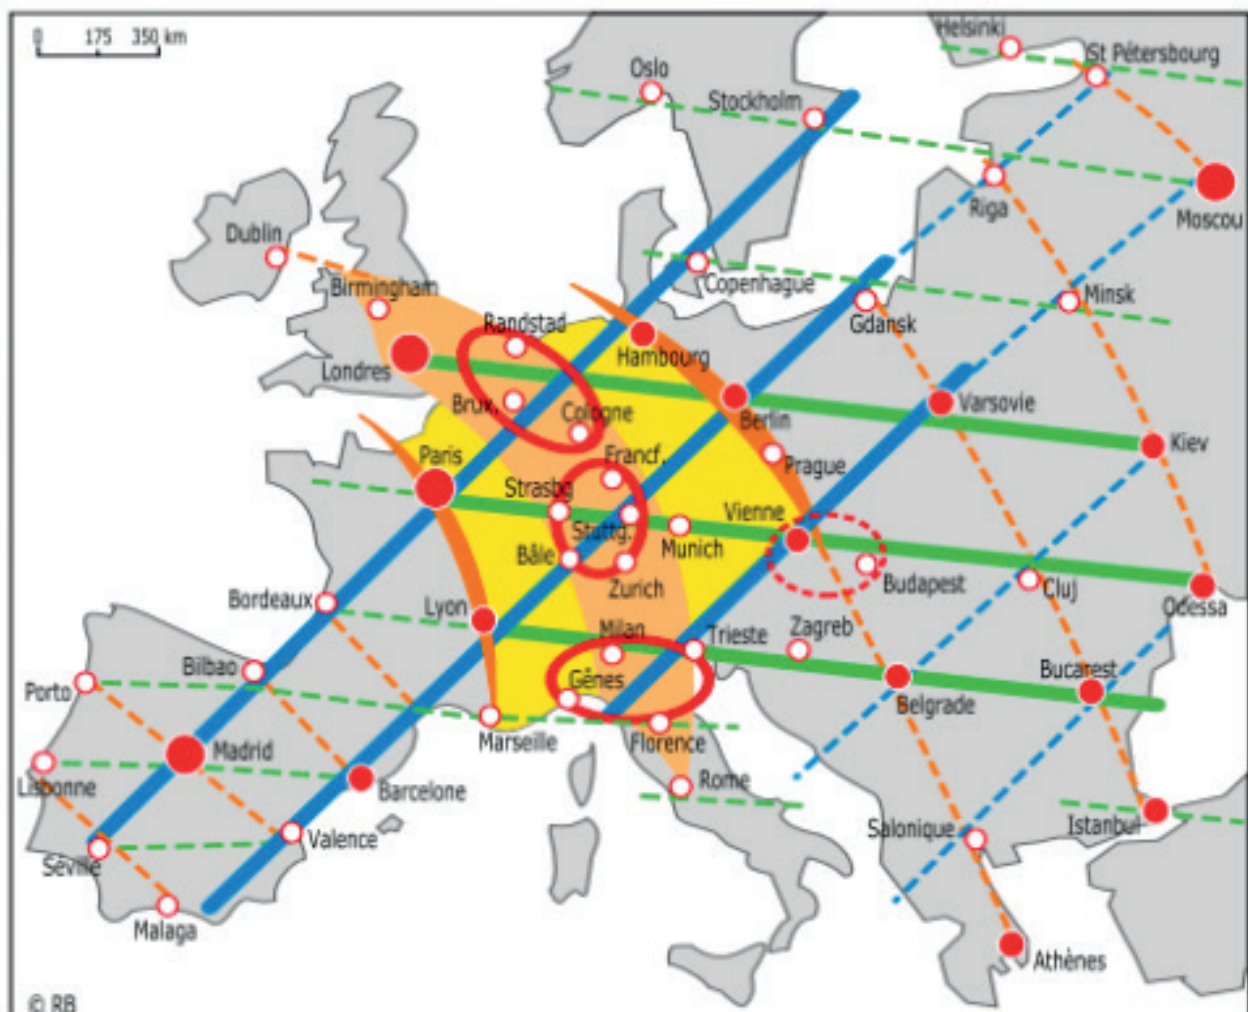 0 175 350 km
Helsinki
St Pétersbourg
Oslo
Stockholm
Riga
Moscou
Dublin
Birmingham
Copenhague
Minsk
Gdansk
Randstad
Hambourg
Londres
Brux.
Cologne
Berlin
Varsovie
Kiev
Paris
Francf.
Prague
Strasbg
Stuttg.
Vienne
Munich
Bâle
Zurich
Budapest
Cluj
Odessa
Bordeaux
Lyon
Milan
Trieste
Zagreb
Bilbao
Porto
Gênes
Belgrade
Bucarest
Madrid
Marseille
Florence
Lisbonne
Barcelone
Rome
Valence
Salonique
Istanbul
Séville
Malaga
Athènes
© RB